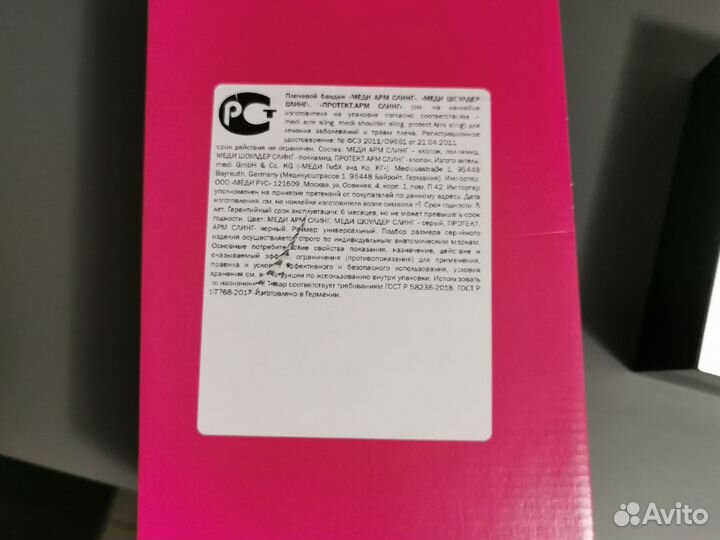 РСТ
Плечевой бандаж «МЕДИ АРМ СЛИНГ», «МЕДИ ШОУЛДЕР
СЛИНГ», «ПРОТЕКТ.АРМ СЛИНГ» (см. на наклейке
изготовителя на упаковке согласно соответствиям –
medi arm sling, medi shoulder sling, protect.Arm sling) для
лечения заболеваний и травм плеча. Регистрационное
удостоверение: № ФСЗ 2011/09661 от 21.04.2011
срок действия не ограничен. Состав: МЕДИ АРМ СЛИНГ – хлопок, полиамид,
МЕДИ ШОУЛДЕР СЛИНГ - полиамид, ПРОТЕКТ.АРМ СЛИНГ - хлопок. Изготовитель:
medi GmbH & Co. KG («МЕДИ ГмбХ энд Ко. КГ»). Medicusstraße 1, 95448
Bayreuth, Germany (Медикусштрассе 1, 95448 Байройт, Германия). Импортер:
ООО «МЕДИ РУС» 121609, Москва, ул. Осенняя, 4, корп. 1, пом. П.42. Импортер
уполномочен на принятие претензий от покупателей по данному адресу. Дата
изготовления: см. на наклейке изготовителя возле символа Срок годности: 5
лет. Гарантийный срок эксплуатации: 6 месяцев, но не может превышать срок
годности. Цвет: МЕДИ АРМ СЛИНГ, МЕДИ ШОУЛДЕР СЛИНГ - серый, ПРОТЕКТ.
АРМ СЛИНГ- черный. Размер: универсальный. Подбор размера серийного
изделия осуществляется строго по индивидуальным анатомическим меркам.
Основные потребительские свойства показания, назначение, действие и
оказываемый эффект, ограничения (противопоказания) для применения,
правила и условия эффективного и безопасного использования, условия
хранения см. в инструкции по использованию внутри упаковки. Использовать
по назначению. Товар соответствует требованиям ГОСТ Р 58236-2018, ГОСТ Р
57768-2017. Изготовлено в Германии.
Avito